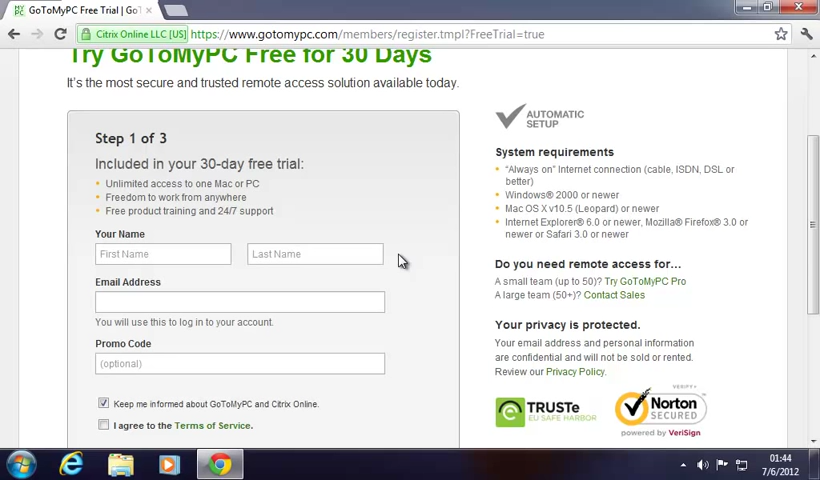 GoToMyPC Free Trial | GoT
Citrix Online LLC [US]
https://www.gotomypc.com/members/register.tmpl?FreeTrial=true
Try GoToMyPC Free for 30 Days
It's the most secure and trusted remote access solution available today.
Step 1 of 3
Included in your 30-day free trial:
Unlimited access to one Mac or PC
Freedom to work from anywhere
Free product training and 24/7 support
Your Name
First Name
Last Name
Email Address
You will use this to log in to your account.
Promo Code
(optional)
Keep me informed about GoToMyPC and Citrix Online.
I agree to the Terms of Service.
AUTOMATIC
SETUP
System requirements
"Always on" Internet connection (cable, ISDN, DSL or
better)
Windows® 2000 or newer
Mac OS X v10.5 (Leopard) or newer
Internet Explorer® 6.0 or newer, Mozilla® Firefox® 3.0 or
newer or Safari 3.0 or newer
Do you need remote access for...
A small team (up to 50)? Try GoToMyPC Pro
A large team (50+)? Contact Sales
Your privacy is protected.
Your email address and personal information
are confidential and will not be sold or rented.
Review our Privacy Policy.
TRUSTe
EU SAFE HARBOR
VERIFY
Norton
SECURED
powered by VeriSign
01:44
7/6/2012